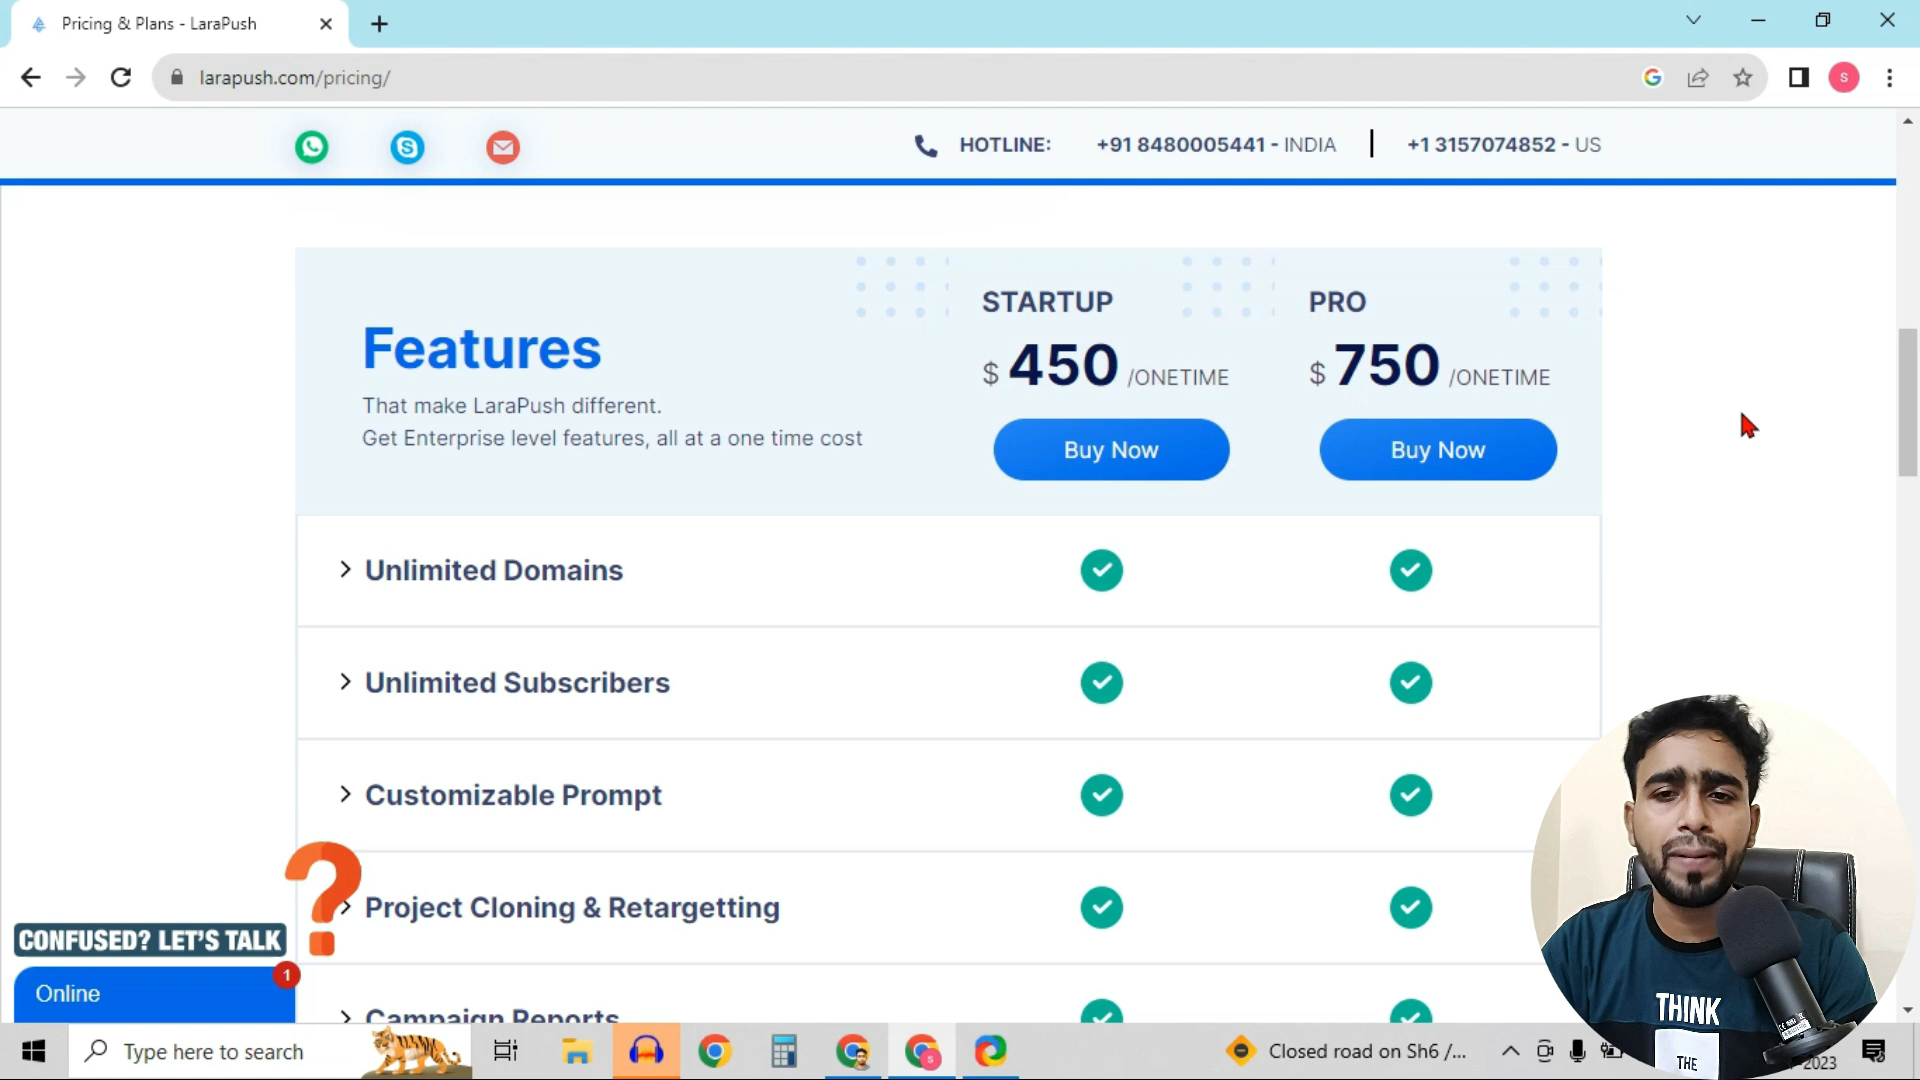 Pricing & Plans - LaraPush
larapush.com/pricing/
S
HOTLINE: +91 8480005441 - INDIA +1 3157074852 - US
Features
That make LaraPush different.
Get Enterprise level features, all at a one time cost
STARTUP
$ 450 /ONETIME
Buy Now
PRO
$ 750 /ONETIME
Buy Now
Unlimited Domains
Unlimited Subscribers
Customizable Prompt
Project Cloning & Retargetting
Campaign Reports
?
CONFUSED? LET'S TALK
1
Online
THINK
THE
Type here to search
Closed road on Sh6 /...
2023